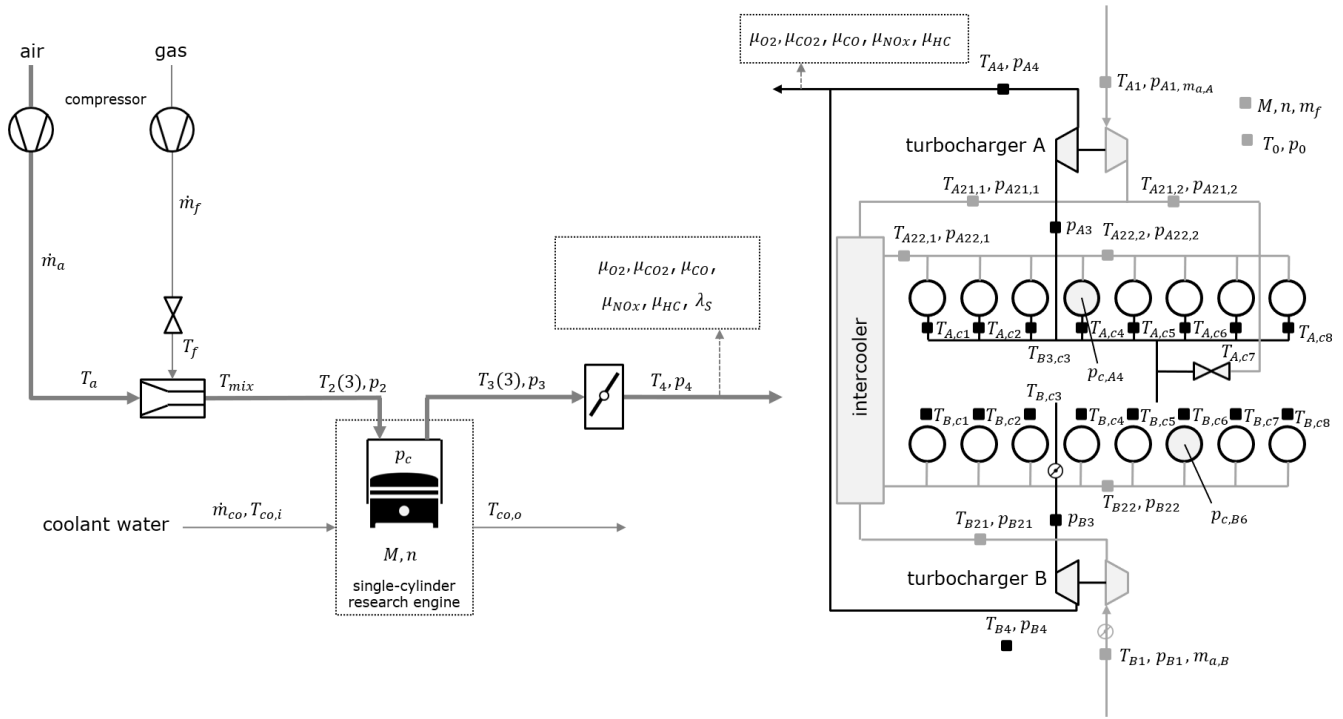 air
gas
compressor
ṁ_f
ṁ_a
T_f
T_a
T_mix
T_2(3), p_2
T_3(3), p_3
T_4, p_4
μ_O2, μ_CO2, μ_CO,
μ_NOx, μ_HC, λ_S
p_c
coolant water
ṁ_co, T_co,i
T_co,o
M, n
single-cylinder
research engine
μ_O2, μ_CO2, μ_CO, μ_NOx, μ_HC
T_A4, p_A4
T_A1, p_A1, m_a,A
M, n, m_f
T_0, p_0
turbocharger A
T_A21,1, p_A21,1
T_A21,2, p_A21,2
p_A3
T_A22,1, p_A22,1
T_A22,2, p_A22,2
T_A,c1
T_A,c2
T_A,c4
T_A,c5
T_A,c6
T_A,c8
T_B3,c3
T_A,c7
p_c,A4
intercooler
T_B,c3
T_B,c1
T_B,c2
T_B,c4
T_B,c5
T_B,c6
T_B,c7
T_B,c8
T_B22, p_B22
p_c,B6
T_B21, p_B21
p_B3
turbocharger B
T_B4, p_B4
T_B1, p_B1, m_a,B